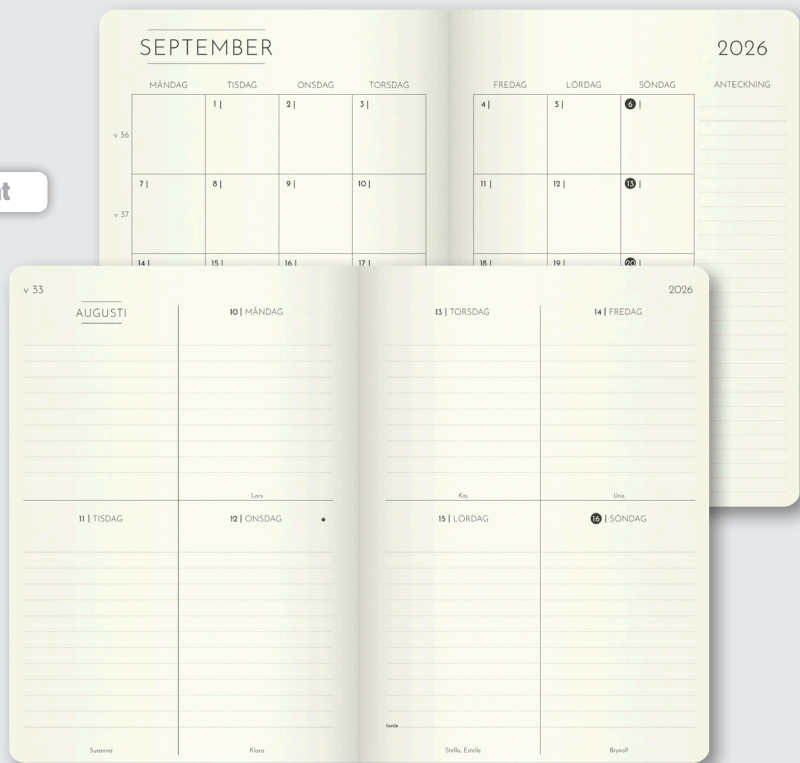 SEPTEMBER
2026
MÅNDAG TISDAG ONSDAG TORSDAG FREDAG LÖRDAG SÖNDAG ANTECKNING
1 | 2 | 3 | 4 | 5 | 6 |
v 36
7 | 8 | 9 | 10 | 11 | 12 | 13 |
v 37
14 | 15 | 16 | 17 | 18 | 19 | 20 |
v 33
2026
AUGUSTI
10 | MÅNDAG
13 | TORSDAG
14 | FREDAG
Lars
Kaj
Uno
11 | TISDAG
12 | ONSDAG
15 | LÖRDAG
16 | SÖNDAG
burde
Susanna
Klara
Stella, Estelle
Brynolf